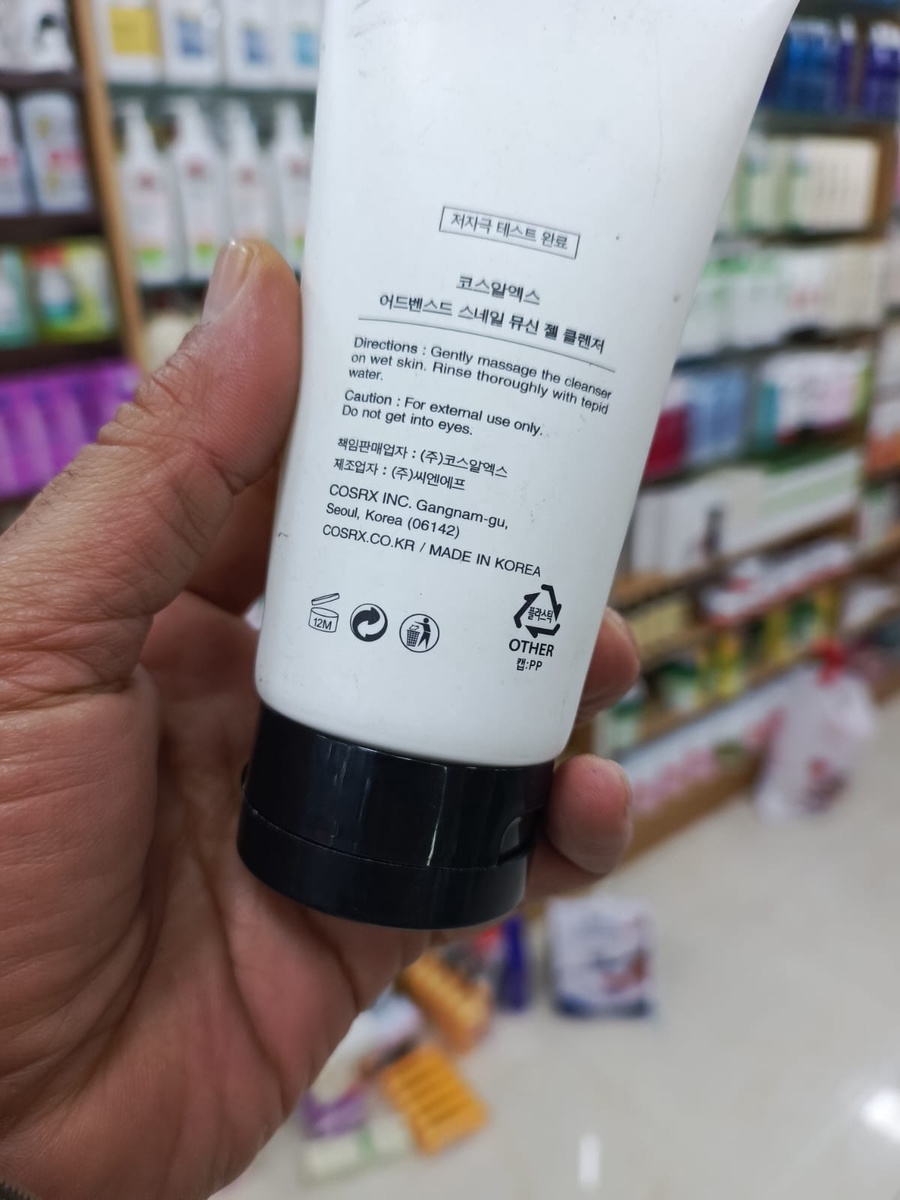 저자극 테스트 완료
코스알엑스
어드벤스드 스네일 뮤신 젤 클렌저
Directions : Gently massage the cleanser
on wet skin. Rinse thoroughly with tepid
water.
Caution : For external use only.
Do not get into eyes.
책임판매업자 : (주)코스알엑스
제조업자 : (주)씨엔에프
COSRX INC. Gangnam-gu,
Seoul, Korea (06142)
COSRX.CO.KR / MADE IN KOREA
12M
플라스틱
OTHER
캡:PP